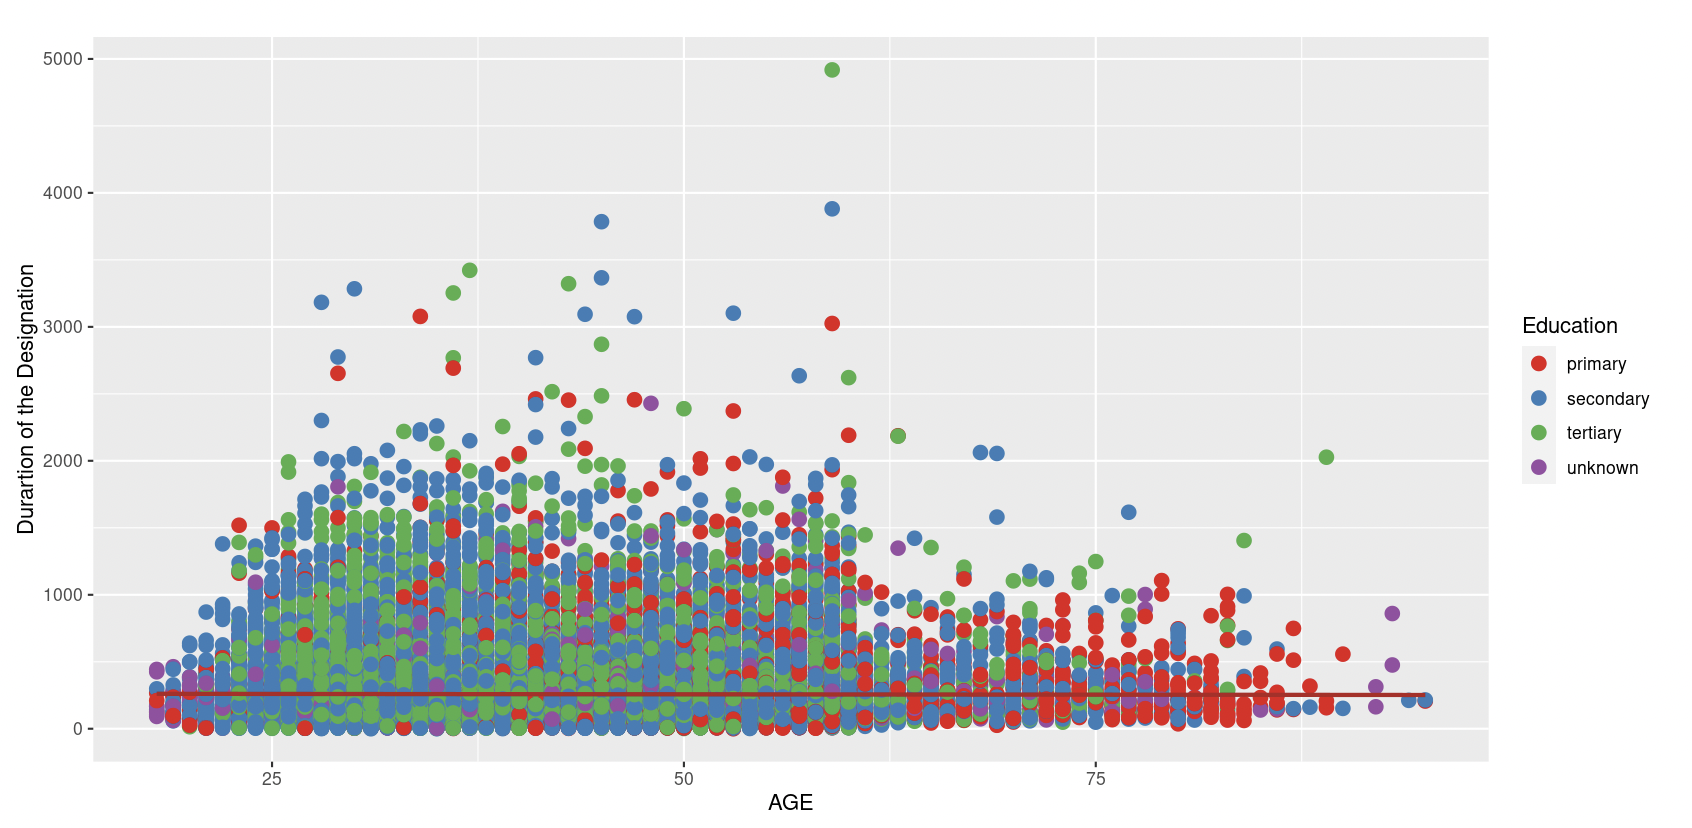 5000
4000
3000
2000
1000
0
Durartion of the Designation
25
50
75
AGE
Education
primary
secondary
tertiary
unknown